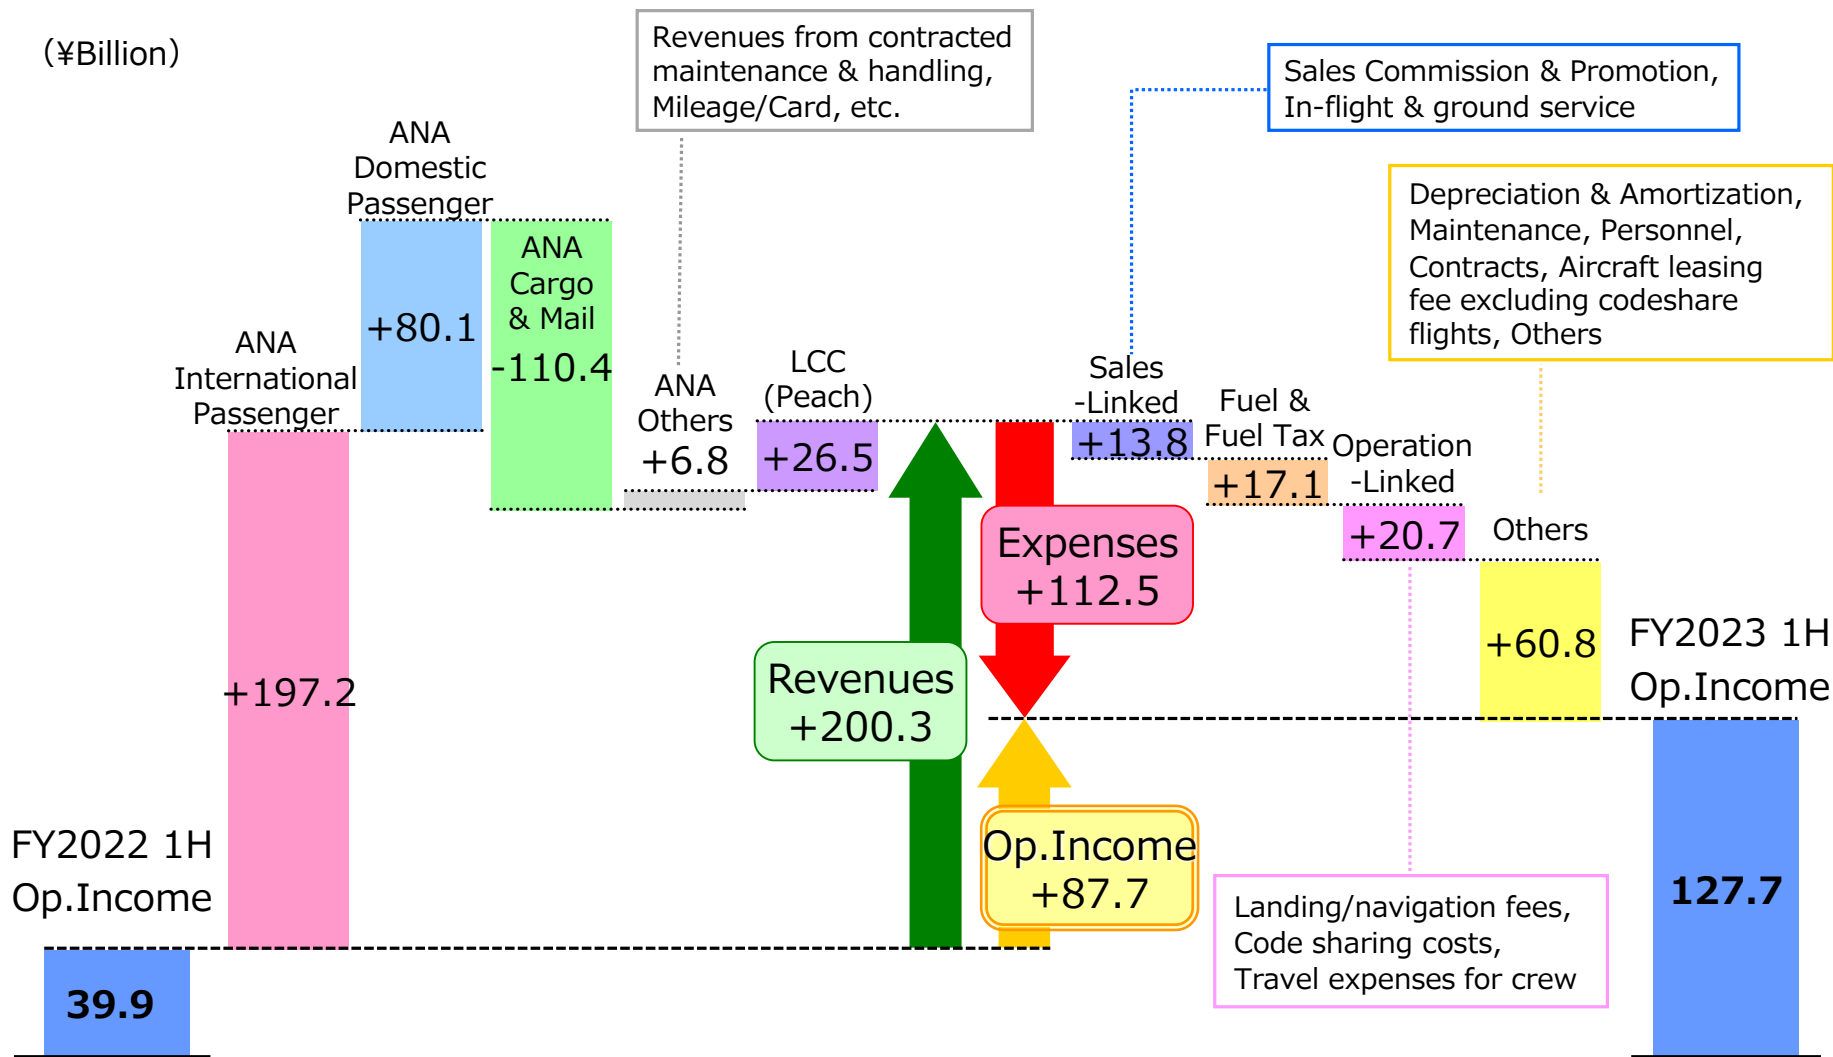 （¥Billion）
Revenues from contracted
maintenance & handling,
Mileage/Card, etc.
Sales Commission & Promotion,
In-flight & ground service
Depreciation & Amortization,
Maintenance, Personnel,
Contracts, Aircraft leasing
fee excluding codeshare
flights, Others
FY2022 1H
Op.Income
39.9
ANA
International
Passenger
+197.2
ANA
Domestic
Passenger
+80.1
ANA
Cargo
& Mail
-110.4
ANA
Others
+6.8
LCC
(Peach)
+26.5
Revenues
+200.3
Expenses
+112.5
Op.Income
+87.7
Sales
-Linked
+13.8
Fuel &
Fuel Tax
+17.1
Operation
-Linked
+20.7
Others
+60.8
Landing/navigation fees,
Code sharing costs,
Travel expenses for crew
FY2023 1H
Op.Income
127.7